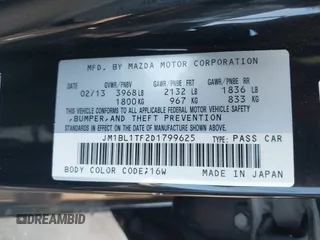 MFD. BY MAZDA MOTOR CORPORATION
DATE GVWR/PNBV GAWR/PNBE FRT GAWR/PNBE RR
02/13 3968LB 2132 LB 1836 LB
1800KG 967 KG 833 KG
THIS VEHICLE CONFORMS TO ALL APPLICABLE FEDERAL MOTOR VEHICLE SAFETY
,BUMPER,AND THEFT PREVENTION
STANDARDS IN EFFECT ON THE DATE OF MANUFACTURE SHOWN ABOVE.
JM1BL1TF2D1799625 TYPE: PASS CAR
BODY COLOR CODE/16W MADE IN JAPAN
DREAMBID